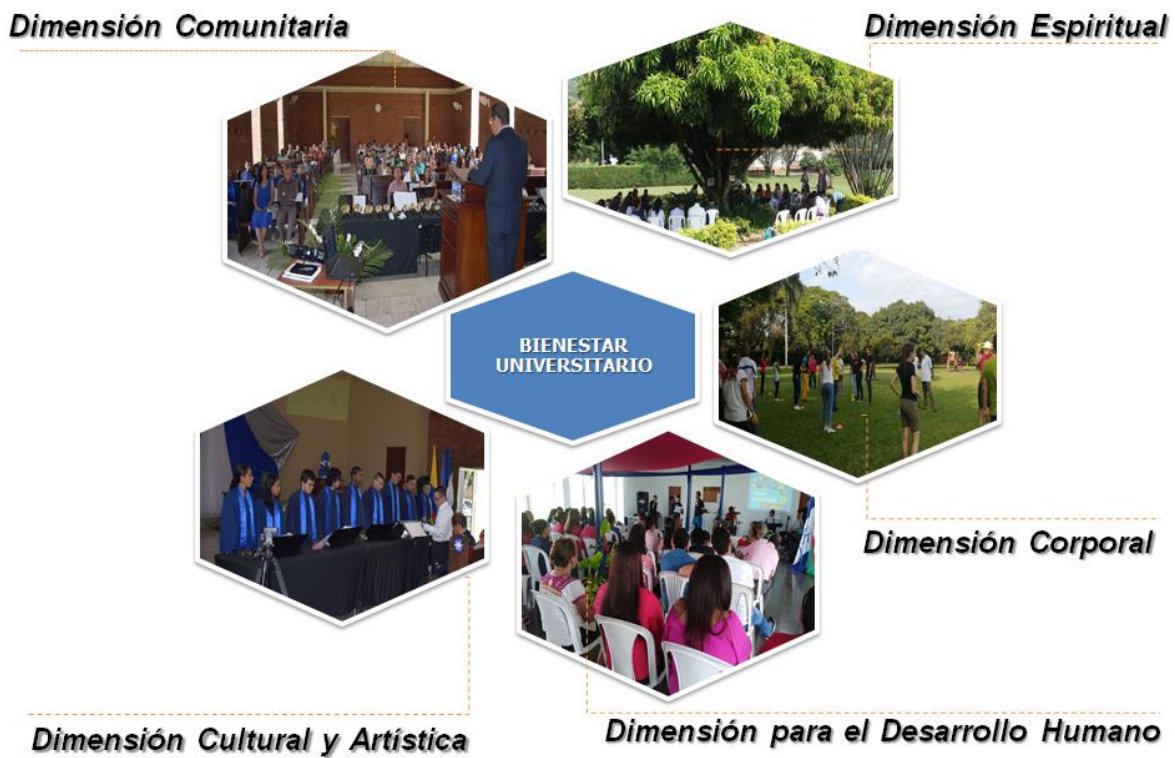 Dimensión Comunitaria
Dimensión Espiritual
BIENESTAR
UNIVERSITARIO
Dimensión Corporal
Dimensión Cultural y Artística
Dimensión para el Desarrollo Humano